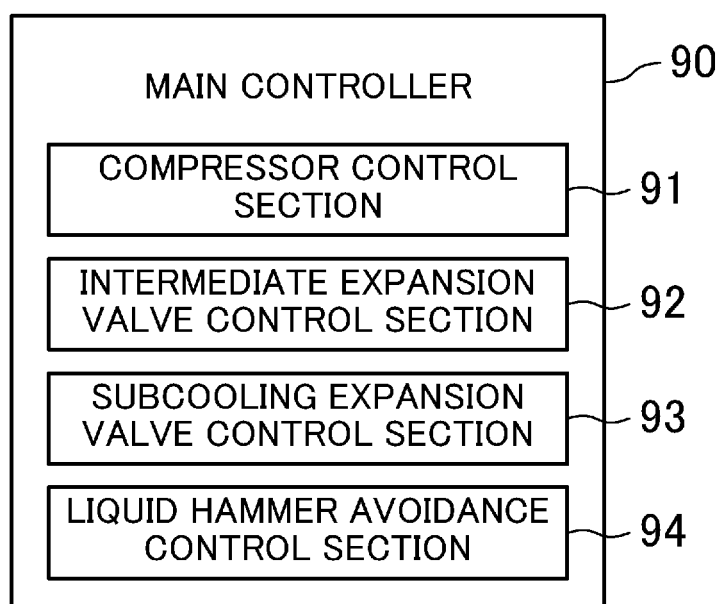 MAIN CONTROLLER
90
COMPRESSOR CONTROL
SECTION
91
INTERMEDIATE EXPANSION
VALVE CONTROL SECTION
92
SUBCOOLING EXPANSION
VALVE CONTROL SECTION
93
LIQUID HAMMER AVOIDANCE
CONTROL SECTION
94